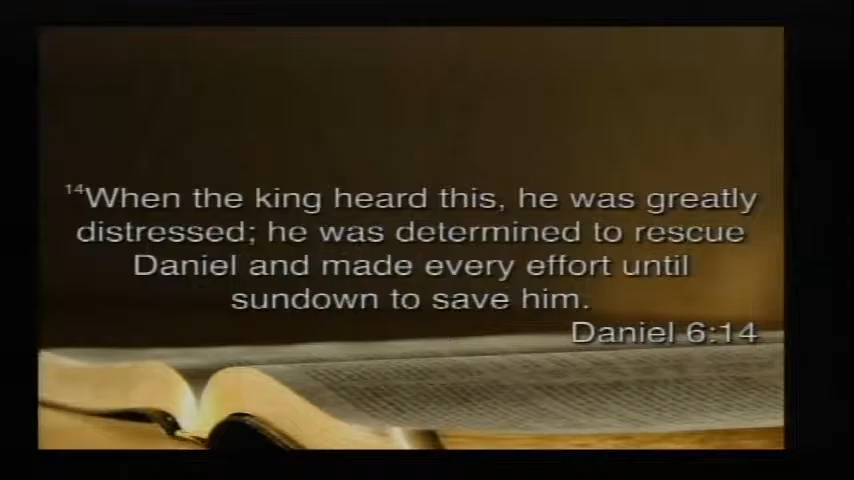 ¹⁴When the king heard this, he was greatly
distressed; he was determined to rescue
Daniel and made every effort until
sundown to save him.
Daniel 6:14